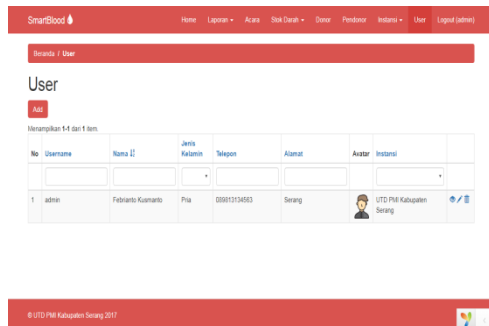 SmartBlood
Home Laporan Acara Stok Darah Donor Pendonor Instansi User Logout (admin)
Beranda / User
User
Add
Menampilkan 1-1 dari 1 item.
No Username Nama Jenis Kelamin Telepon Alamat Avatar Instansi
1 admin Febrianto Kusmanto Pria 089813134563 Serang UTD PMI Kabupaten Serang
© UTD PMI Kabupaten Serang 2017